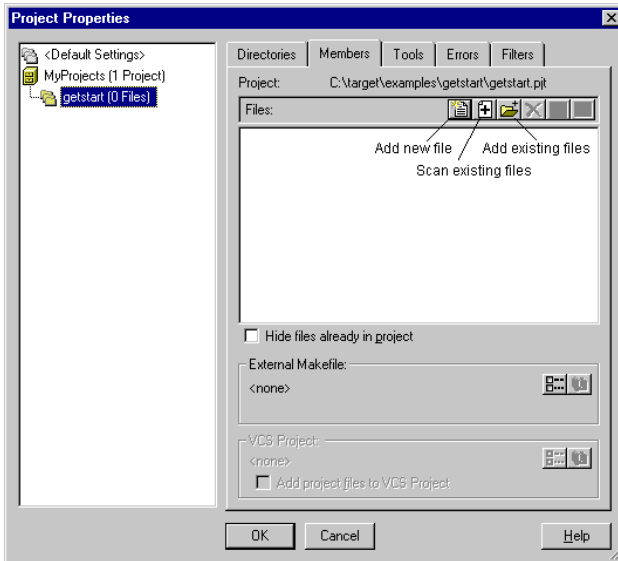 Project Properties
<Default Settings>
MyProjects (1 Project)
getstart (0 Files)
Directories
Members
Tools
Errors
Filters
Project: C:\target\examples\getstart\getstart.pjt
Files:
Add new file
Add existing files
Scan existing files
Hide files already in project
External Makefile:
<none>
VCS Project:
<none>
Add project files to VCS Project
OK
Cancel
Help